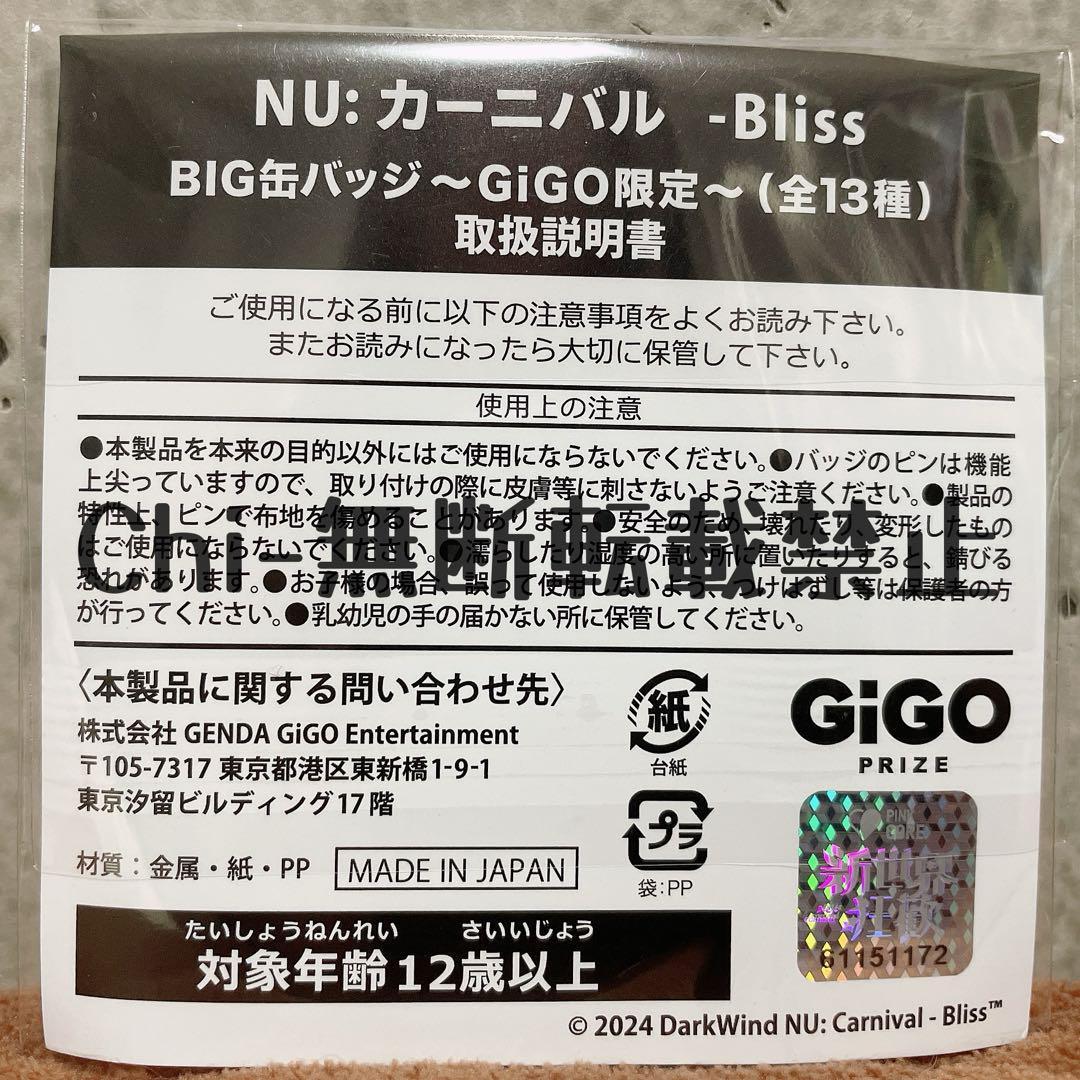 NU: カーニバル -Bliss
BIG缶バッジ～GiGO限定～(全13種)
取扱説明書
ご使用になる前に以下の注意事項をよくお読み下さい。
またお読みになったら大切に保管して下さい。
使用上の注意
●本製品を本来の目的以外にはご使用にならないでください。●バッジのピンは機能
上尖っていますので、取り付けの際に皮膚等に刺さないようご注意ください。●製品の
特性上、ピンで布地を傷めることがあります。●安全のため、壊れたり、変形したもの
はご使用にならないでください。●濡らしたり湿度の高い所に置いたりすると、錆びる
恐れがあります。●お子様の場合、誤って使用しないよう、つけはずし等は保護者の方
が行ってください。●乳幼児の手の届かない所に保管してください。
Chi-無断転載禁止
〈本製品に関する問い合わせ先〉
株式会社 GENDA GiGO Entertainment
〒105-7317 東京都港区東新橋1-9-1
東京汐留ビルディング17階
材質：金属・紙・PP
MADE IN JAPAN
紙
台紙
プラ
袋:PP
GiGO
PRIZE
PINK
CORE
新世界
狂歡
61151172
たいしょうねんれい さいいじょう
対象年齢12歳以上
© 2024 DarkWind NU: Carnival - Bliss™